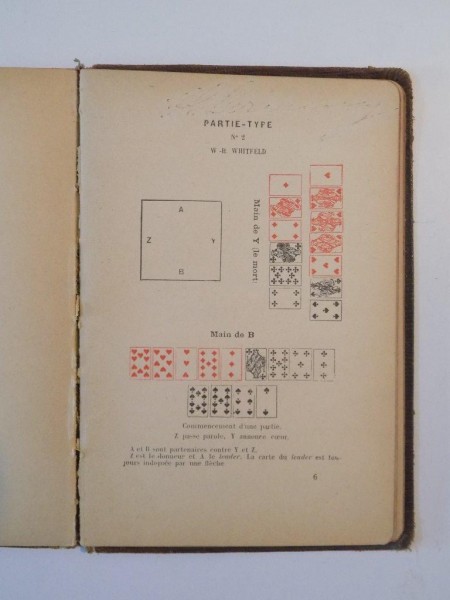 PARTIE-TYPE
N° 2
W.-H. WHITFELD
A
Z
Y
B
Main de Y (le mort)
Main de B
Commencement d'une partie.
Z passe parole, Y annonce cœur.
A et B sont partenaires contre Y et Z.
Z est le donneur et A le leader. La carte du leader est tou-
jours indiquée par une flèche
6